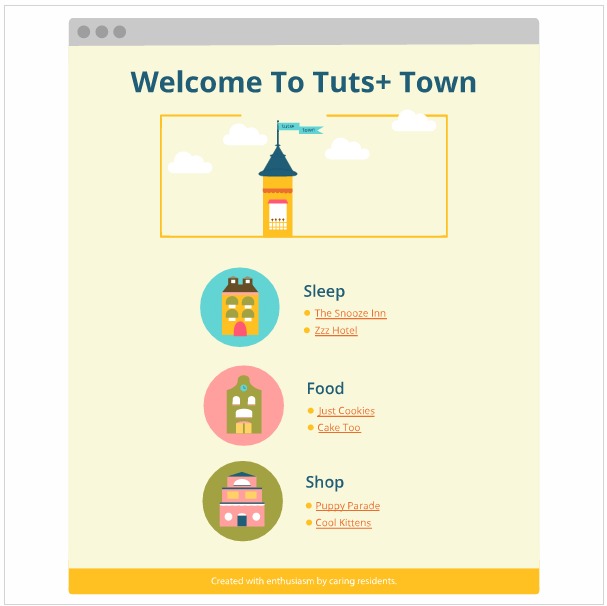 Welcome To Tuts+ Town
tuts+
town
Sleep
The Snooze Inn
Zzz Hotel
Food
Just Cookies
Cake Too
Shop
Puppy Parade
Cool Kittens
Created with enthusiasm by caring residents.